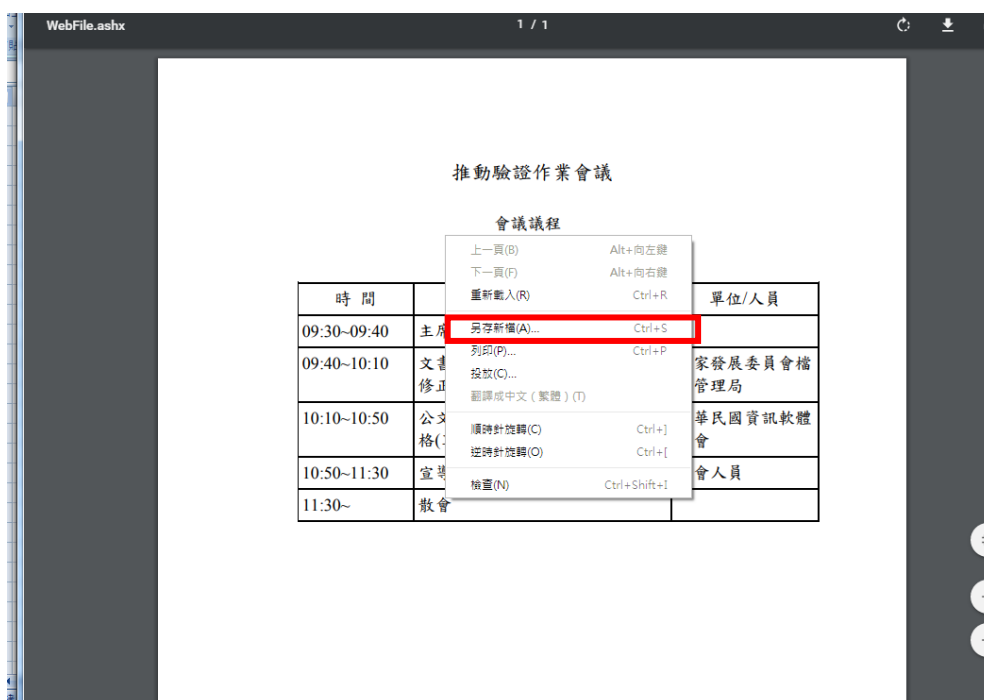 WebFile.ashx
1 / 1
推動驗證作業會議
會議議程
上一頁(B) Alt+向左鍵
下一頁(F) Alt+向右鍵
重新載入(R) Ctrl+R
另存新檔(A)... Ctrl+S
列印(P)... Ctrl+P
投放(C)...
翻譯成中文(繁體)(T)
順時針旋轉(C) Ctrl+]
逆時針旋轉(O) Ctrl+[
檢查(N) Ctrl+Shift+I
時 間 單位/人員
09:30~09:40 主席
09:40~10:10 文書 家發展委員會檔
修正 管理局
10:10~10:50 公文 華民國資訊軟體
格( 會
10:50~11:30 宣導 會人員
11:30~ 散會